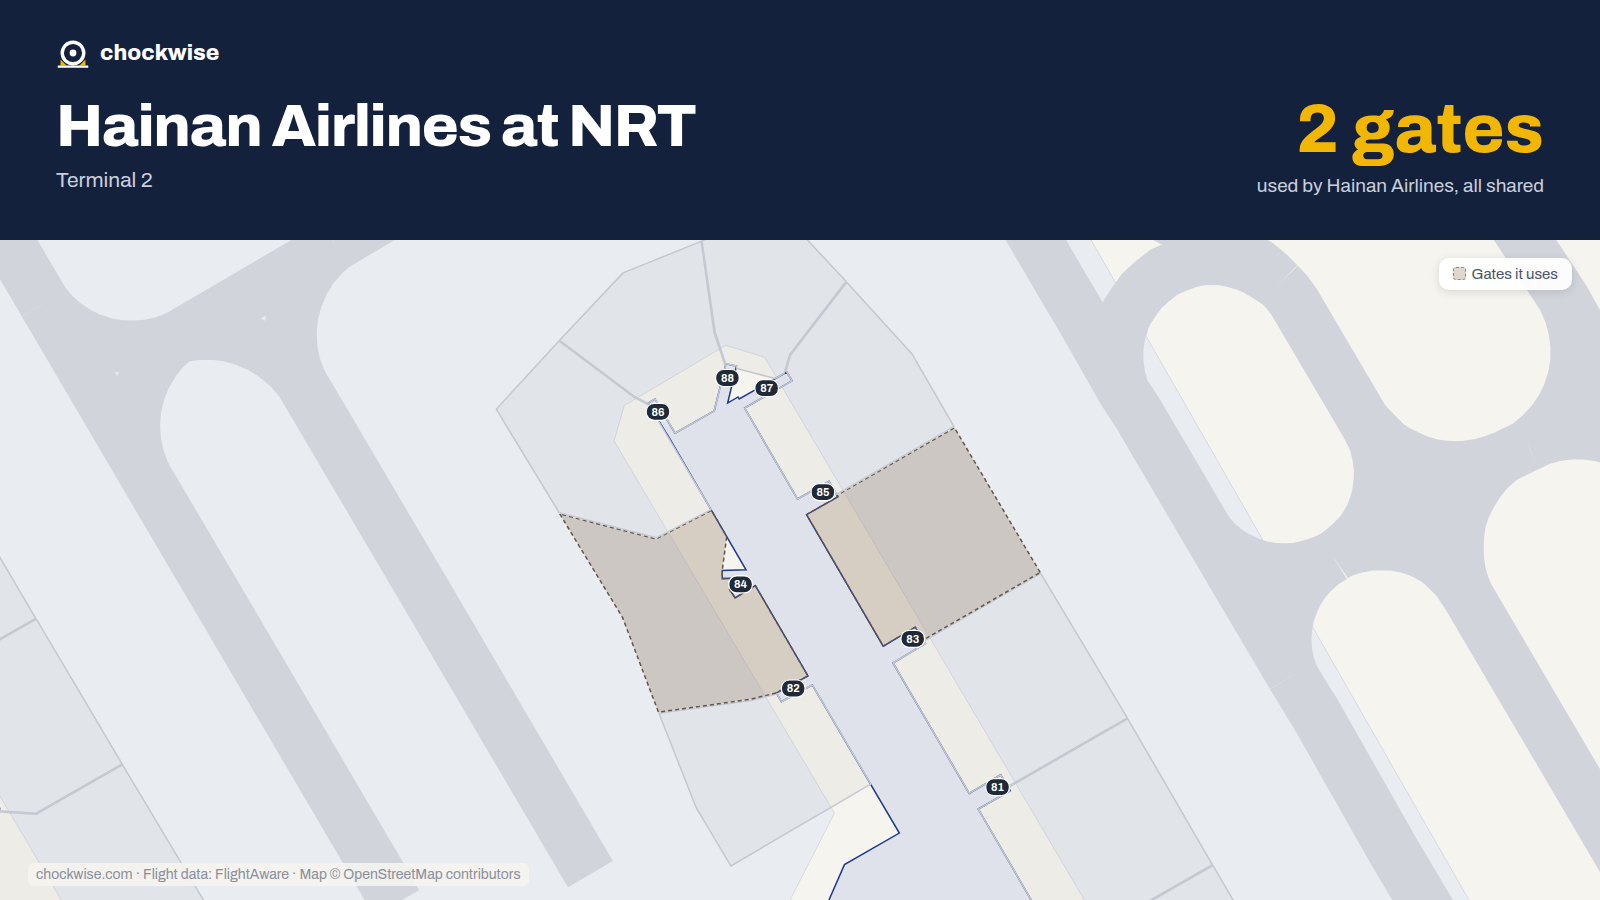 chockwise
Hainan Airlines at NRT
Terminal 2
2 gates
used by Hainan Airlines, all shared
Gates it uses
88
87
86
85
84
83
82
81
chockwise.com · Flight data: FlightAware · Map © OpenStreetMap contributors